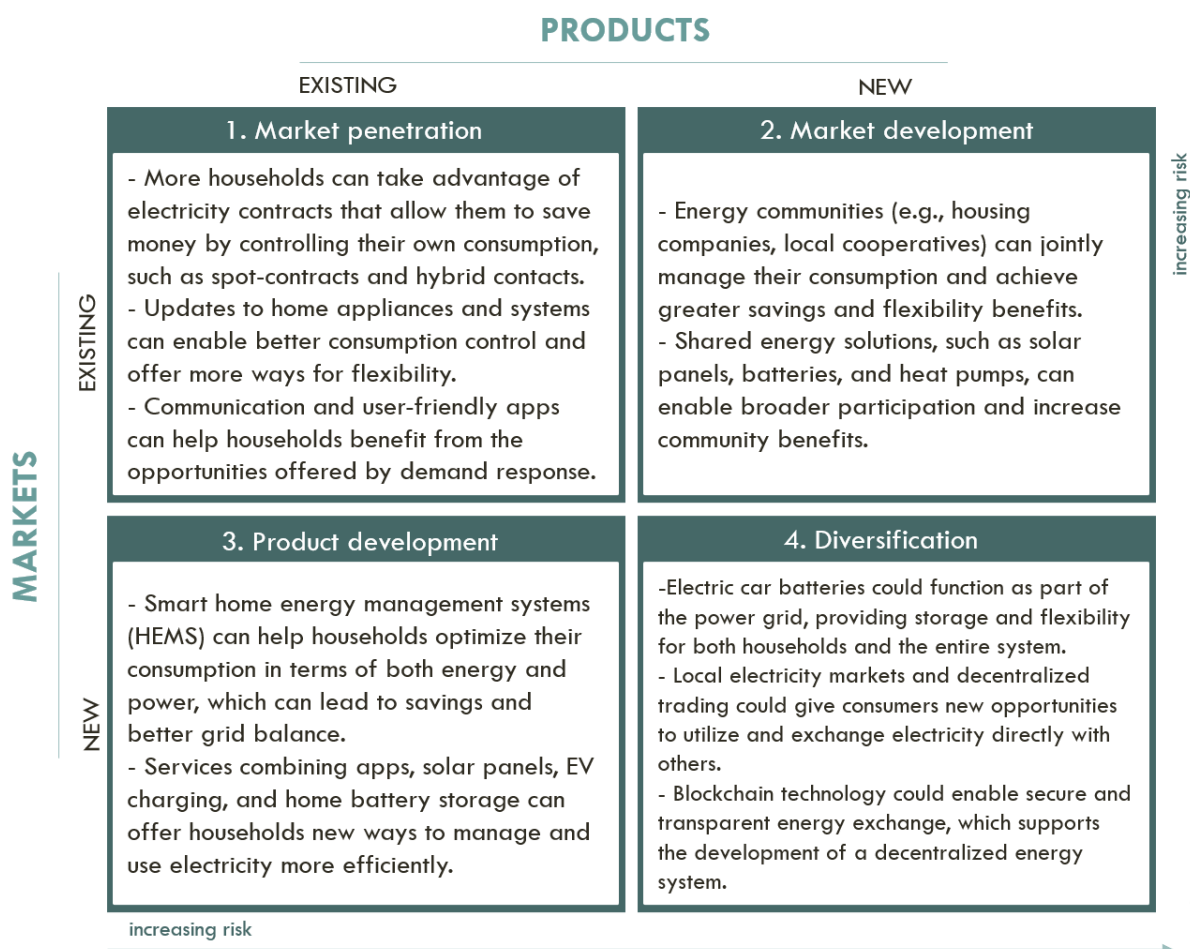 PRODUCTS
EXISTING
NEW
1. Market penetration
- More households can take advantage of
electricity contracts that allow them to save
money by controlling their own consumption,
such as spot-contracts and hybrid contacts.
- Updates to home appliances and systems
can enable better consumption control and
offer more ways for flexibility.
- Communication and user-friendly apps
can help households benefit from the
opportunities offered by demand response.
2. Market development
- Energy communities (e.g., housing
companies, local cooperatives) can jointly
manage their consumption and achieve
greater savings and flexibility benefits.
- Shared energy solutions, such as solar
panels, batteries, and heat pumps, can
enable broader participation and increase
community benefits.
increasing risk
MARKETS
EXISTING
NEW
3. Product development
- Smart home energy management systems
(HEMS) can help households optimize their
consumption in terms of both energy and
power, which can lead to savings and
better grid balance.
- Services combining apps, solar panels, EV
charging, and home battery storage can
offer households new ways to manage and
use electricity more efficiently.
4. Diversification
-Electric car batteries could function as part of
the power grid, providing storage and flexibility
for both households and the entire system.
- Local electricity markets and decentralized
trading could give consumers new opportunities
to utilize and exchange electricity directly with
others.
- Blockchain technology could enable secure and
transparent energy exchange, which supports
the development of a decentralized energy
system.
increasing risk